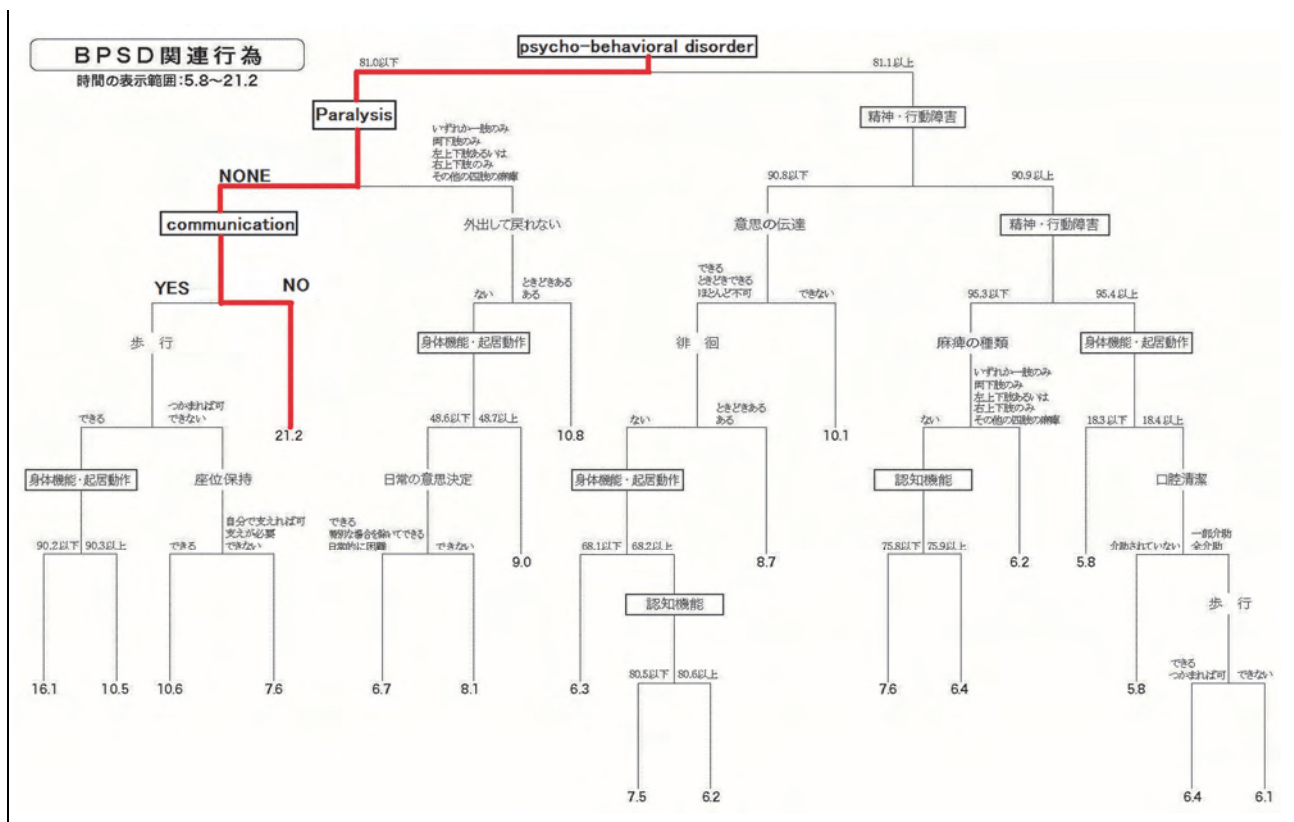 BPSD関連行為
時間の表示範囲:5.8～21.2
psycho-behavioral disorder
81.0以下
81.1以上
Paralysis
精神・行動障害
いずれか一肢のみ
両下肢のみ
左上下肢あるいは
右上下肢のみ
その他の四肢の麻痺
NONE
90.8以下
90.9以上
communication
外出して戻れない
意思の伝達
精神・行動障害
YES
NO
ない
ときどきある
ある
できる
ときどきできる
ほとんど不可
できない
95.3以下
95.4以上
歩 行
身体機能・起居動作
徘 徊
麻痺の種類
身体機能・起居動作
いずれか一肢のみ
両下肢のみ
左上下肢あるいは
右上下肢のみ
その他の四肢の麻痺
できる
つかまれば可
できない
21.2
48.6以下
48.7以上
10.8
ない
ときどきある
ある
10.1
ない
18.3以下
18.4以上
身体機能・起居動作
座位保持
日常の意思決定
身体機能・起居動作
認知機能
口腔清潔
90.2以下
90.3以上
できる
自分で支えれば可
支えが必要
できない
できる
特別な場合を除いてできる
日常的に困難
できない
9.0
68.1以下
68.2以上
8.7
75.8以下
75.9以上
6.2
5.8
介助されていない
一部介助
全介助
認知機能
歩 行
16.1
10.5
10.6
7.6
6.7
8.1
6.3
80.5以下
80.6以上
7.6
6.4
5.8
できる
つかまれば可
できない
7.5
6.2
6.4
6.1